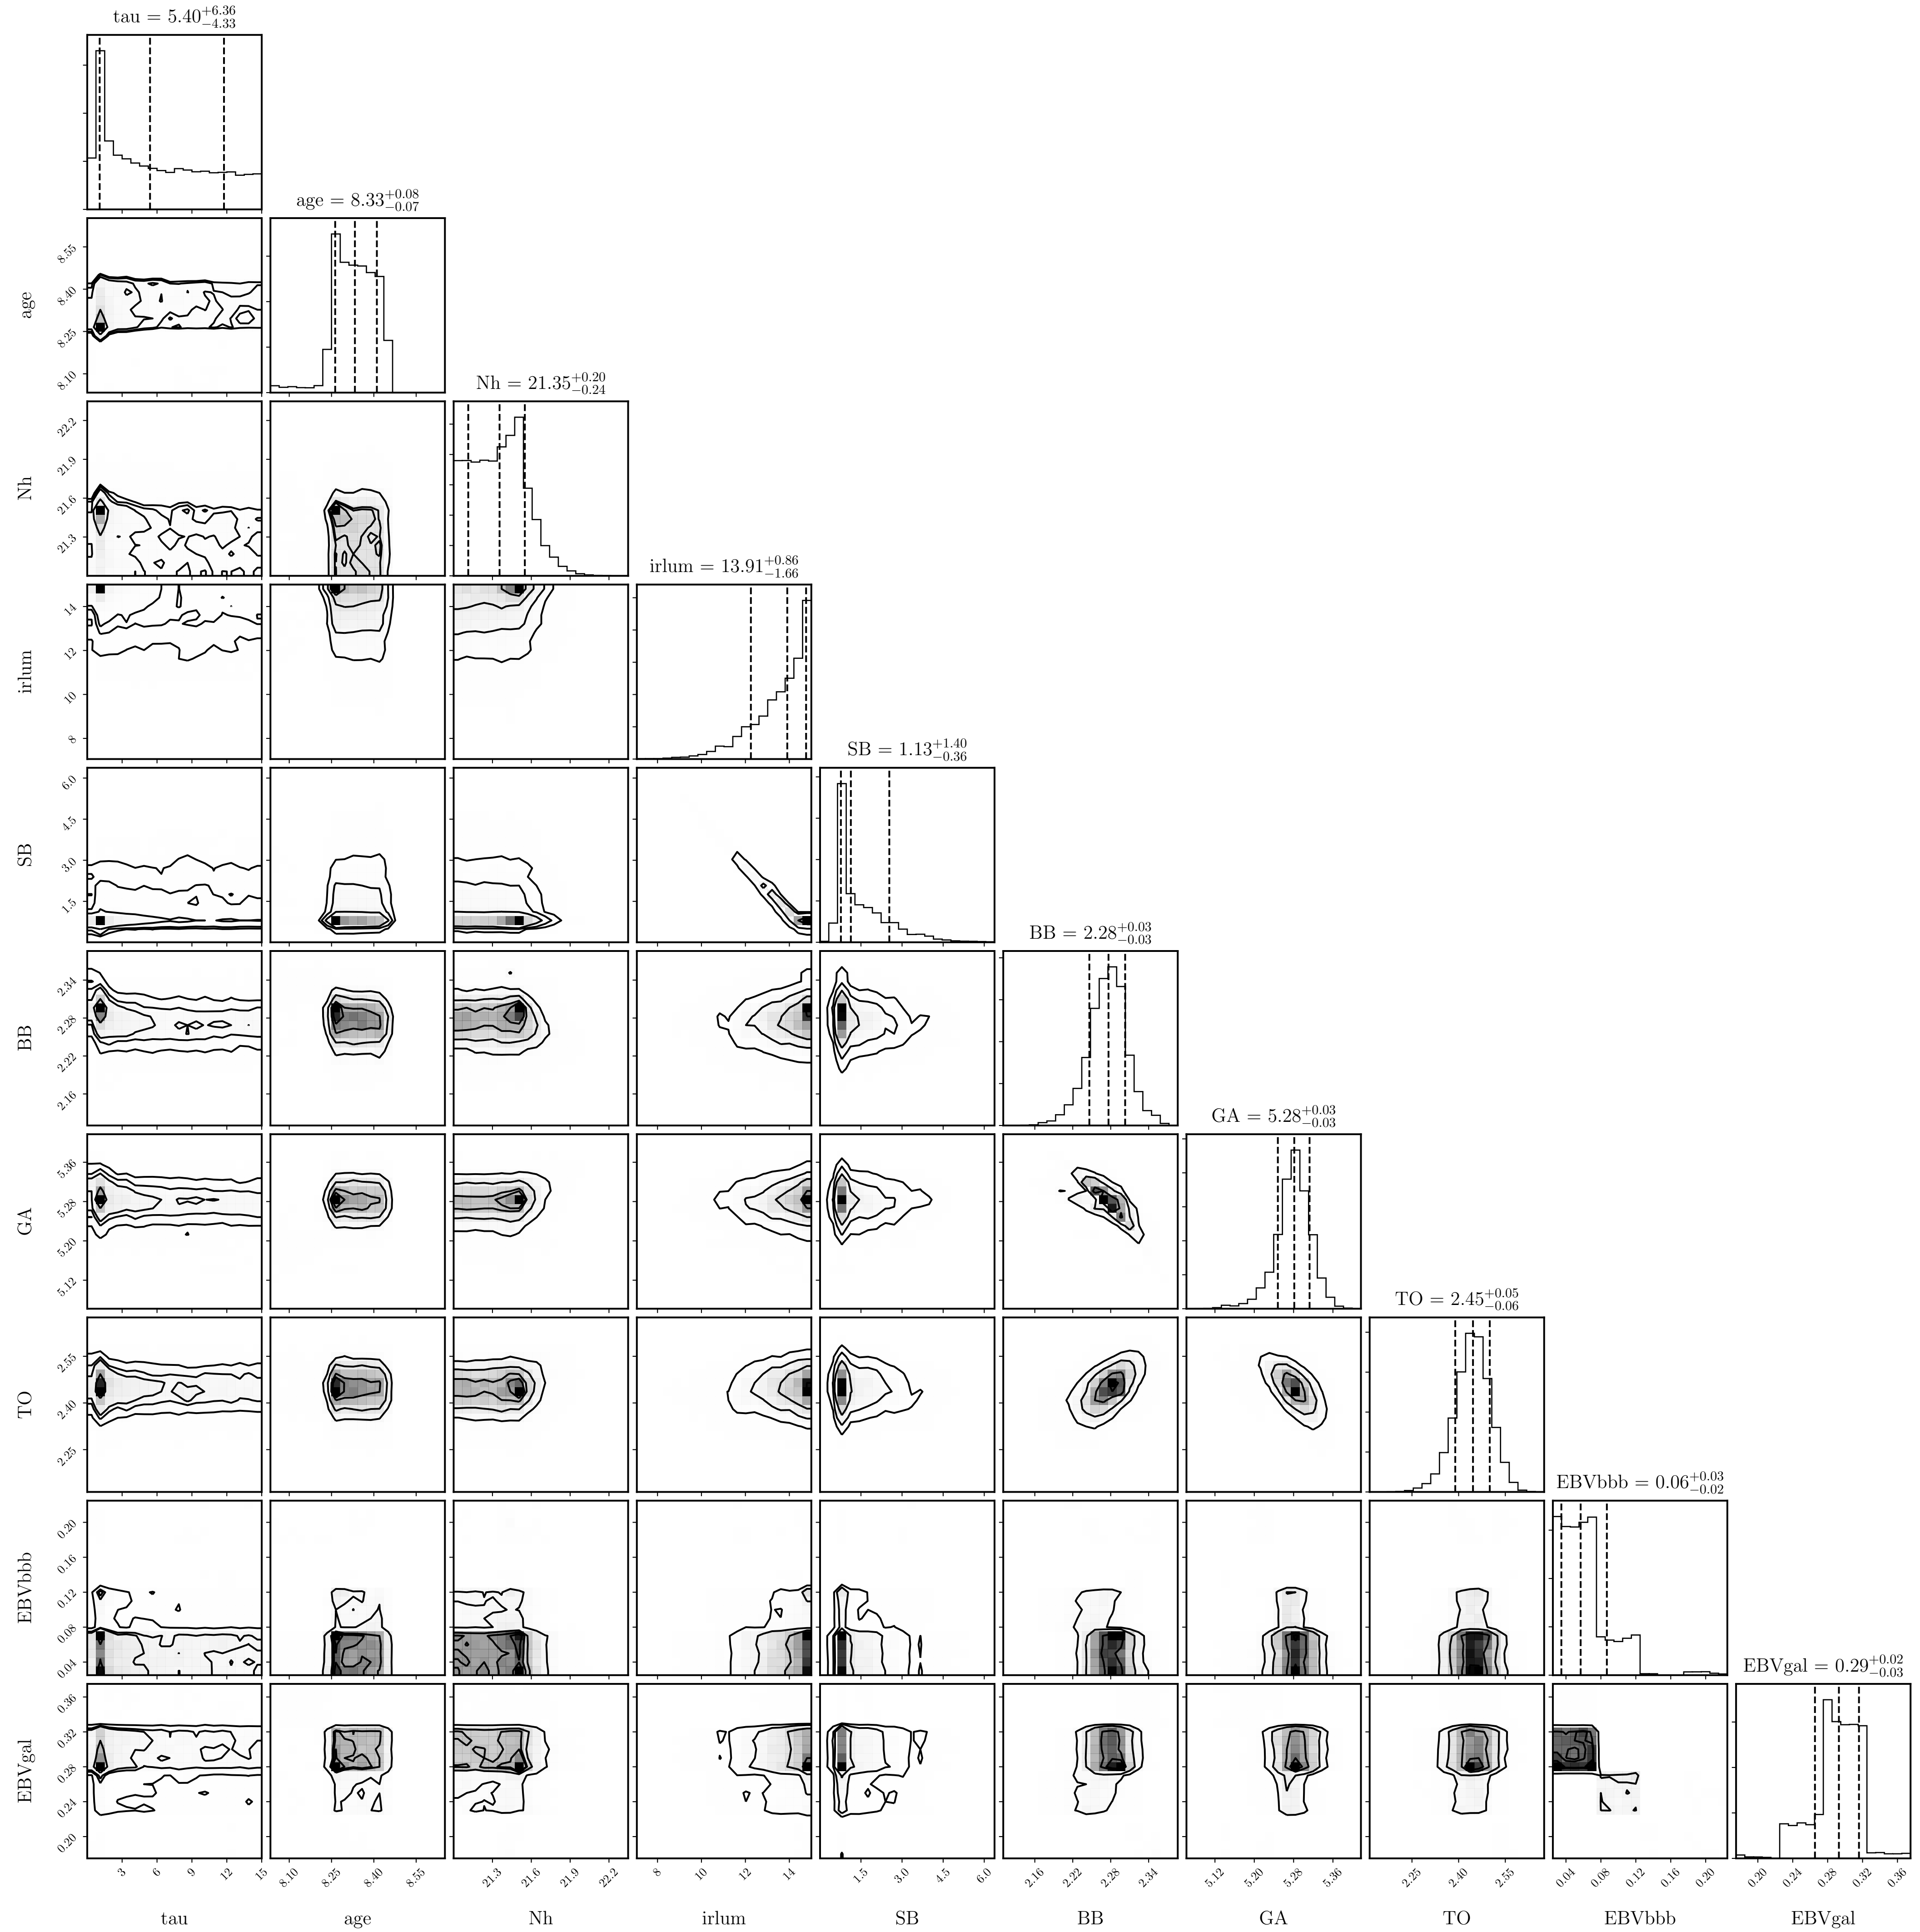 tau = 5.40+6.36−4.33
age = 8.33+0.08−0.07
8.55
8.40
8.25
8.10
age
Nh = 21.35+0.20−0.24
22.2
21.9
21.6
21.3
Nh
irlum = 13.91+0.86−1.66
14
12
10
8
irlum
SB = 1.13+1.40−0.36
6.0
4.5
3.0
1.5
SB
BB = 2.28+0.03−0.03
2.34
2.28
2.22
2.16
BB
GA = 5.28+0.03−0.03
5.36
5.28
5.20
5.12
GA
TO = 2.45+0.05−0.06
2.55
2.40
2.25
TO
EBVbbb = 0.06+0.03−0.02
0.20
0.16
0.12
0.08
0.04
EBVbbb
EBVgal = 0.29+0.02−0.03
0.36
0.32
0.28
0.24
0.20
EBVgal
3 6 9 12 15 8.10 8.25 8.40 8.55 21.3 21.6 21.9 22.2 8 10 12 14 1.5 3.0 4.5 6.0 2.16 2.22 2.28 2.34 5.12 5.20 5.28 5.36 2.25 2.40 2.55 0.04 0.08 0.12 0.16 0.20 0.20 0.24 0.28 0.32 0.36
tau age Nh irlum SB BB GA TO EBVbbb EBVgal